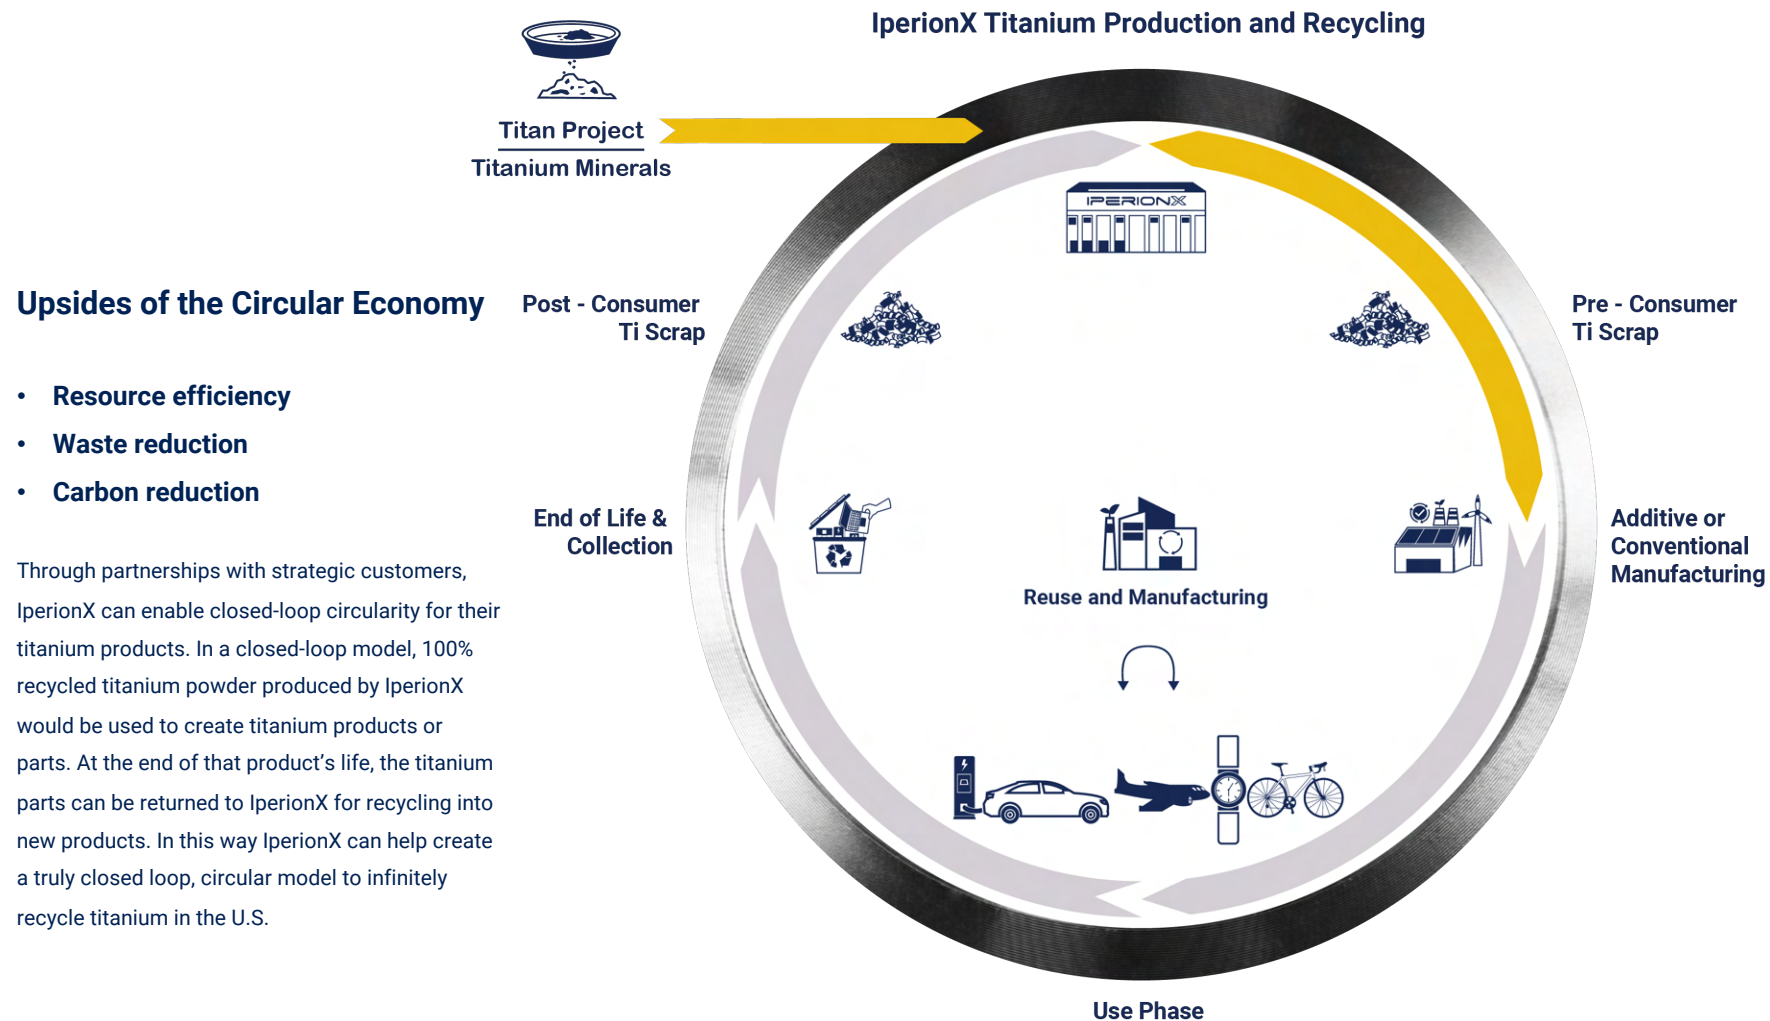 IperionX Titanium Production and Recycling
Titan Project
Titanium Minerals
IPERIONX
Upsides of the Circular Economy
• Resource efficiency
• Waste reduction
• Carbon reduction
Through partnerships with strategic customers,
IperionX can enable closed-loop circularity for their
titanium products. In a closed-loop model, 100%
recycled titanium powder produced by IperionX
would be used to create titanium products or
parts. At the end of that product’s life, the titanium
parts can be returned to IperionX for recycling into
new products. In this way IperionX can help create
a truly closed loop, circular model to infinitely
recycle titanium in the U.S.
Post - Consumer
Ti Scrap
Pre - Consumer
Ti Scrap
End of Life &
Collection
Reuse and Manufacturing
Additive or
Conventional
Manufacturing
Use Phase